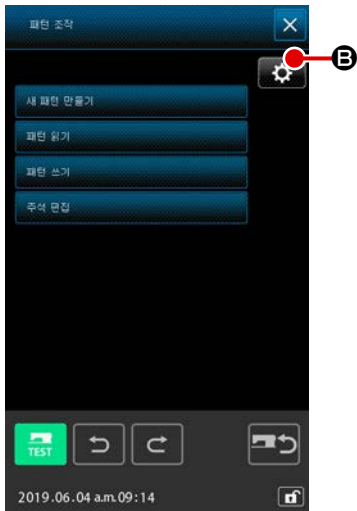 패턴 조작
B
새 패턴 만들기
패턴 읽기
패턴 쓰기
주석 편집
TEST
2019.06.04 a.m.09:14